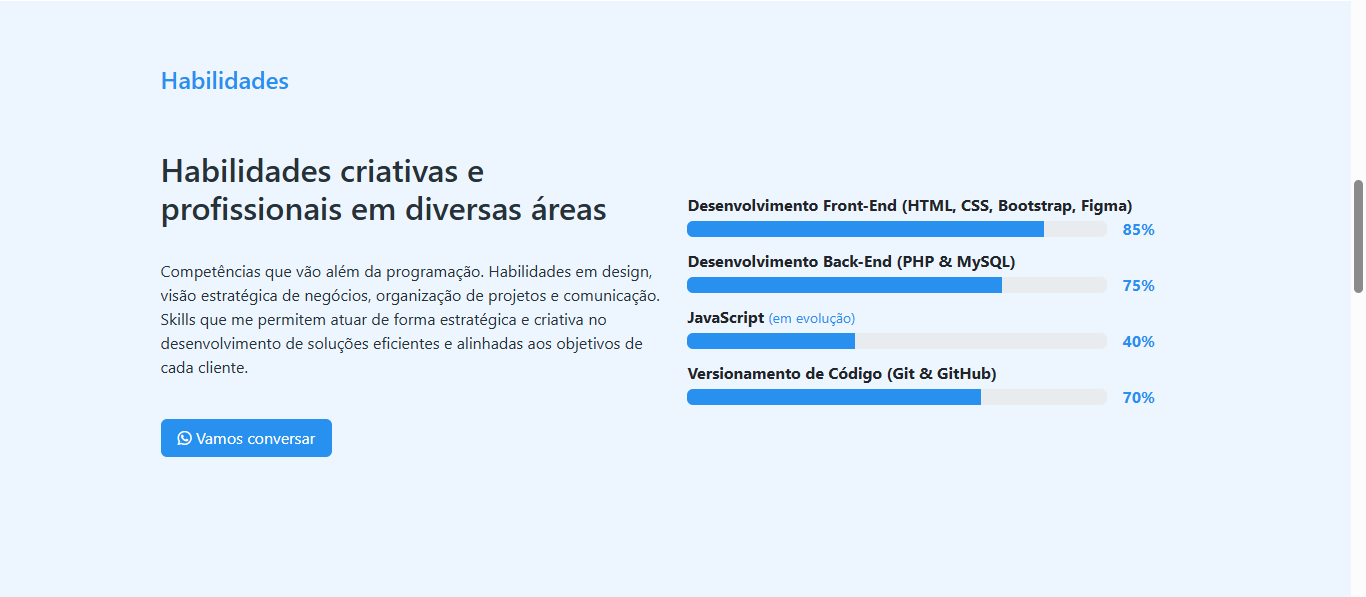 Habilidades
Habilidades criativas e
profissionais em diversas áreas
Competências que vão além da programação. Habilidades em design,
visão estratégica de negócios, organização de projetos e comunicação.
Skills que me permitem atuar de forma estratégica e criativa no
desenvolvimento de soluções eficientes e alinhadas aos objetivos de
cada cliente.
Vamos conversar
Desenvolvimento Front-End (HTML, CSS, Bootstrap, Figma)
85%
Desenvolvimento Back-End (PHP & MySQL)
75%
JavaScript (em evolução)
40%
Versionamento de Código (Git & GitHub)
70%